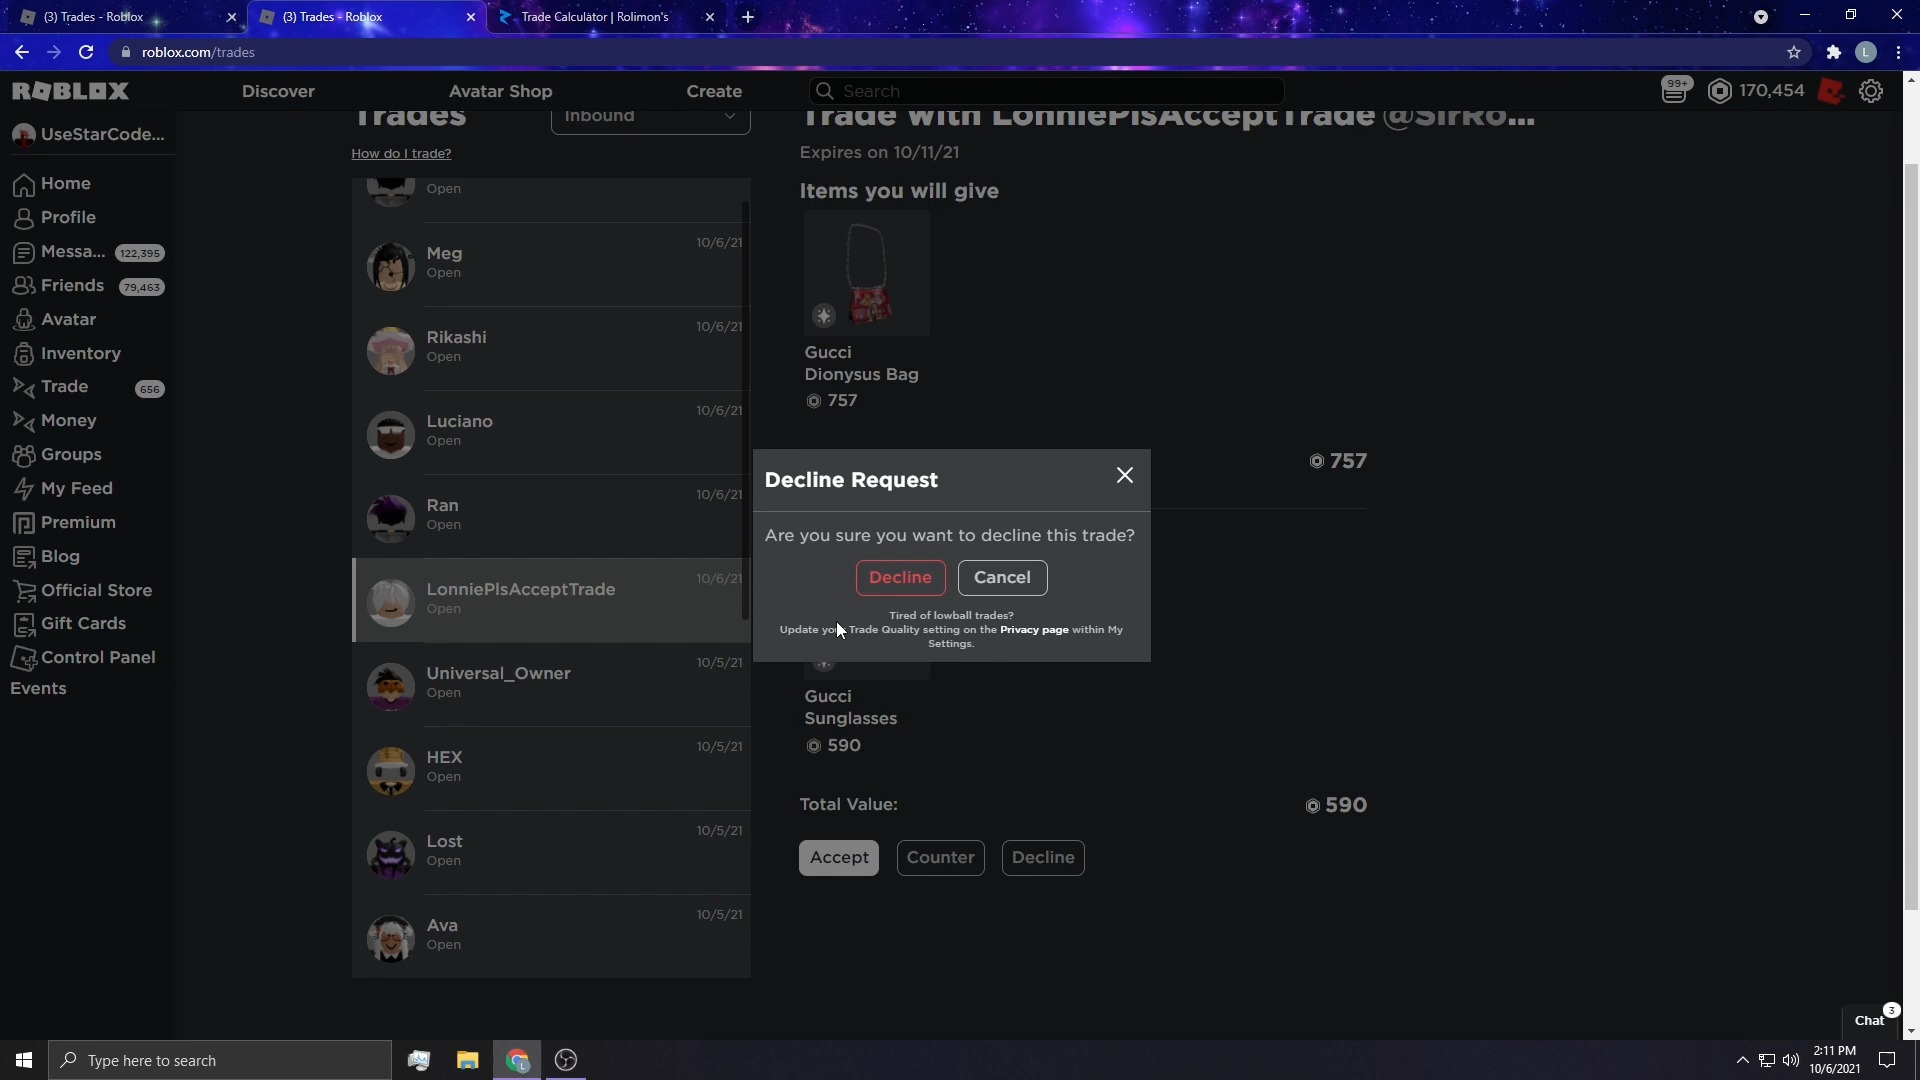 (3) Trades - Roblox
(3) Trades - Roblox
Trade Calculator | Rolimon's
roblox.com/trades
L
ROBLOX
Discover
Avatar Shop
Create
Search
99+
170,454
UseStarCode...
Home
Profile
Messa... 122,395
Friends 79,463
Avatar
Inventory
Trade 656
Money
Groups
My Feed
Premium
Blog
Official Store
Gift Cards
Control Panel
Events
Trades
Inbound
How do I trade?
Open
Meg
Open
10/6/21
Rikashi
Open
10/6/21
Luciano
Open
10/6/21
Ran
Open
10/6/21
LonniePlsAcceptTrade
Open
10/6/21
Universal_Owner
Open
10/5/21
HEX
Open
10/5/21
Lost
Open
10/5/21
Ava
Open
10/5/21
Trade with LonniePlsAcceptTrade @SirRo...
Expires on 10/11/21
Items you will give
Gucci
Dionysus Bag
757
757
Decline Request
Are you sure you want to decline this trade?
Decline
Cancel
Tired of lowball trades?
Update your Trade Quality setting on the Privacy page within My
Settings.
Gucci
Sunglasses
590
Total Value:
590
Accept
Counter
Decline
Chat 3
Type here to search
2:11 PM
10/6/2021